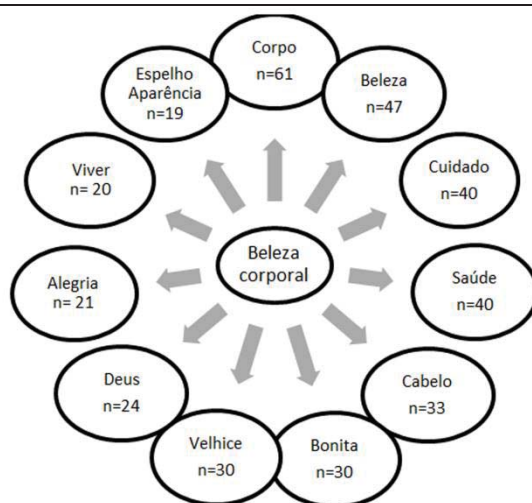 Corpo
n=61
Beleza
n=47
Cuidado
n=40
Saúde
n=40
Cabelo
n=33
Bonita
n=30
Velhice
n=30
Deus
n=24
Alegria
n= 21
Viver
n= 20
Espelho
Aparência
n=19
Beleza
corporal